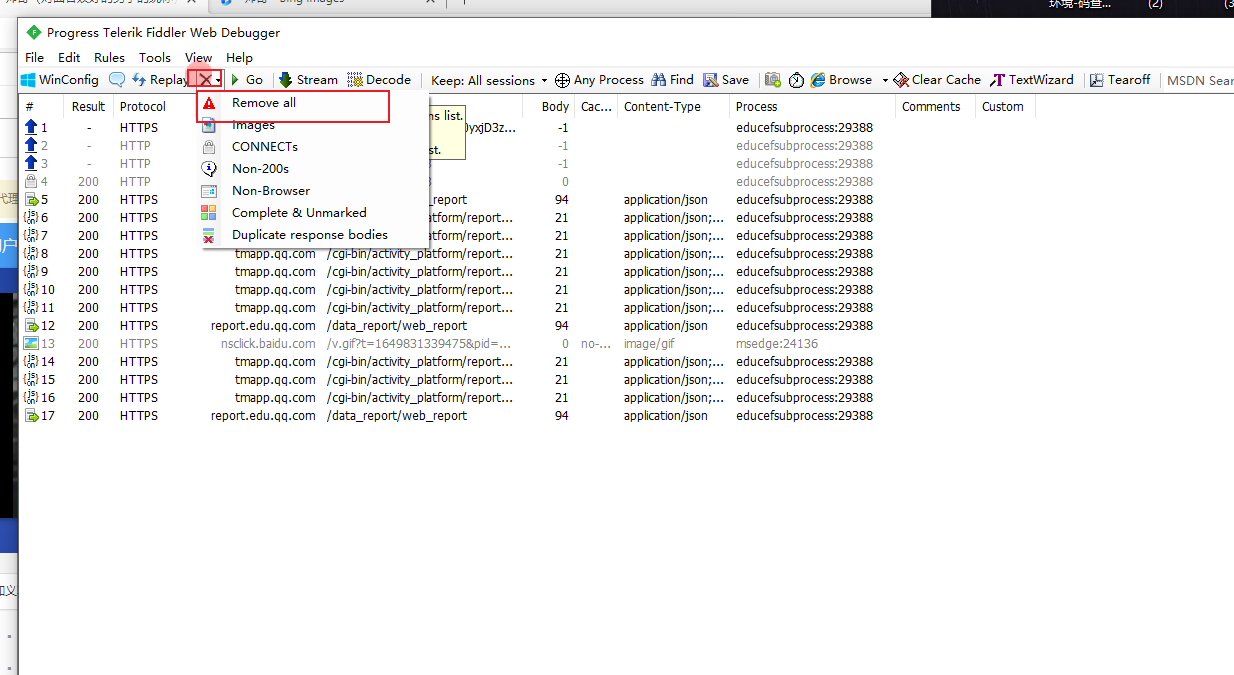 Bing Images
环境-码查... (2)
Progress Telerik Fiddler Web Debugger
File Edit Rules Tools View Help
WinConfig Replay Go Stream Decode Keep: All sessions Any Process Find Save Browse Clear Cache TextWizard Tearoff MSDN Sear
# Result Protocol Body Cac... Content-Type Process Comments Custom
Remove all
Images
CONNECTs
Non-200s
Non-Browser
Complete & Unmarked
Duplicate response bodies
ns list.
st.
1 - HTTPS 0yxjD3z... -1 educefsubprocess:29388
2 - HTTP -1 educefsubprocess:29388
3 - HTTP -1 educefsubprocess:29388
4 200 HTTP 0 educefsubprocess:29388
5 200 HTTPS _report 94 application/json educefsubprocess:29388
6 200 HTTPS atform/report... 21 application/json;... educefsubprocess:29388
7 200 HTTPS atform/report... 21 application/json;... educefsubprocess:29388
8 200 HTTPS tmapp.qq.com /cgi-bin/activity_platform/report... 21 application/json;... educefsubprocess:29388
9 200 HTTPS tmapp.qq.com /cgi-bin/activity_platform/report... 21 application/json;... educefsubprocess:29388
10 200 HTTPS tmapp.qq.com /cgi-bin/activity_platform/report... 21 application/json;... educefsubprocess:29388
11 200 HTTPS tmapp.qq.com /cgi-bin/activity_platform/report... 21 application/json;... educefsubprocess:29388
12 200 HTTPS report.edu.qq.com /data_report/web_report 94 application/json educefsubprocess:29388
13 200 HTTPS nsclick.baidu.com /v.gif?t=1649831339475&pid=... 0 no-... image/gif msedge:24136
14 200 HTTPS tmapp.qq.com /cgi-bin/activity_platform/report... 21 application/json;... educefsubprocess:29388
15 200 HTTPS tmapp.qq.com /cgi-bin/activity_platform/report... 21 application/json;... educefsubprocess:29388
16 200 HTTPS tmapp.qq.com /cgi-bin/activity_platform/report... 21 application/json;... educefsubprocess:29388
17 200 HTTPS report.edu.qq.com /data_report/web_report 94 application/json educefsubprocess:29388